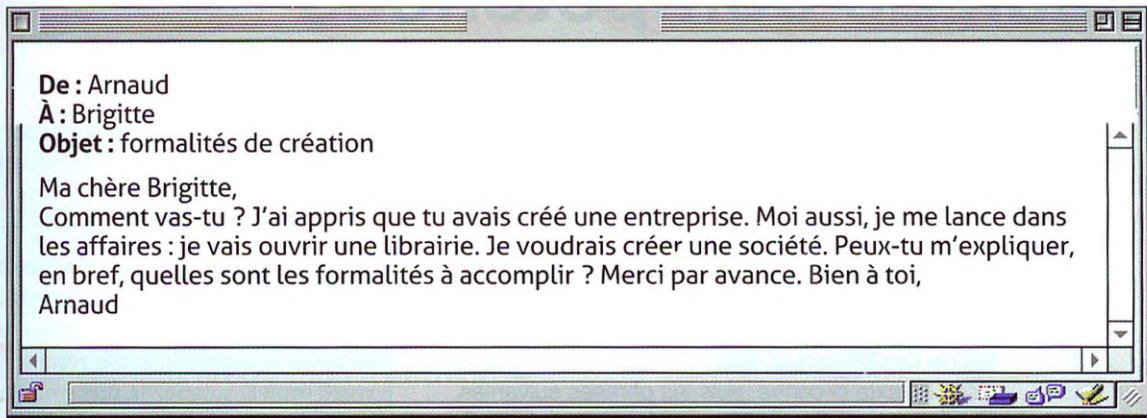 De : Arnaud
À : Brigitte
Objet : formalités de création
Ma chère Brigitte,
Comment vas-tu ? J'ai appris que tu avais créé une entreprise. Moi aussi, je me lance dans
les affaires : je vais ouvrir une librairie. Je voudrais créer une société. Peux-tu m'expliquer,
en bref, quelles sont les formalités à accomplir ? Merci par avance. Bien à toi,
Arnaud